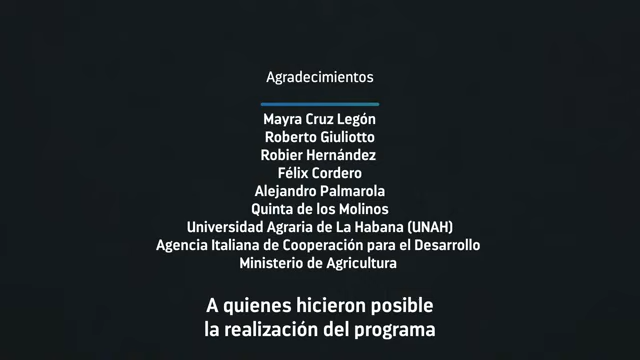 Agradecimientos
Mayra Cruz Legón
Roberto Giuliotto
Robier Hernández
Félix Cordero
Alejandro Palmarola
Quinta de los Molinos
Universidad Agraria de La Habana (UNAH)
Agencia Italiana de Cooperación para el Desarrollo
Ministerio de Agricultura
A quienes hicieron posible
la realización del programa